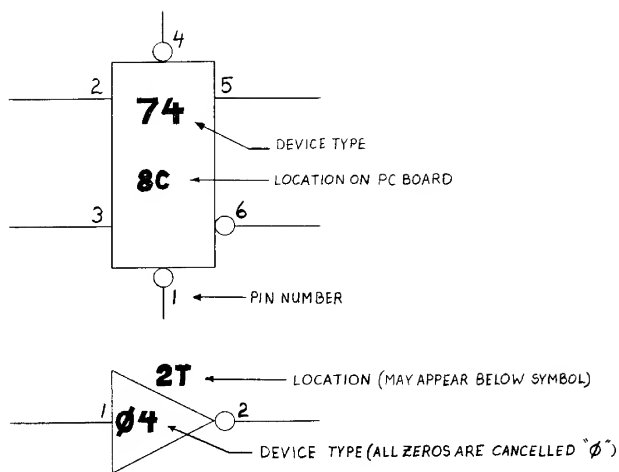 4
2
5
74
DEVICE TYPE
8C
LOCATION ON PC BOARD
3
6
1
PIN NUMBER
2T
LOCATION (MAY APPEAR BELOW SYMBOL)
1
Ø4
2
DEVICE TYPE (ALL ZEROS ARE CANCELLED "Ø")